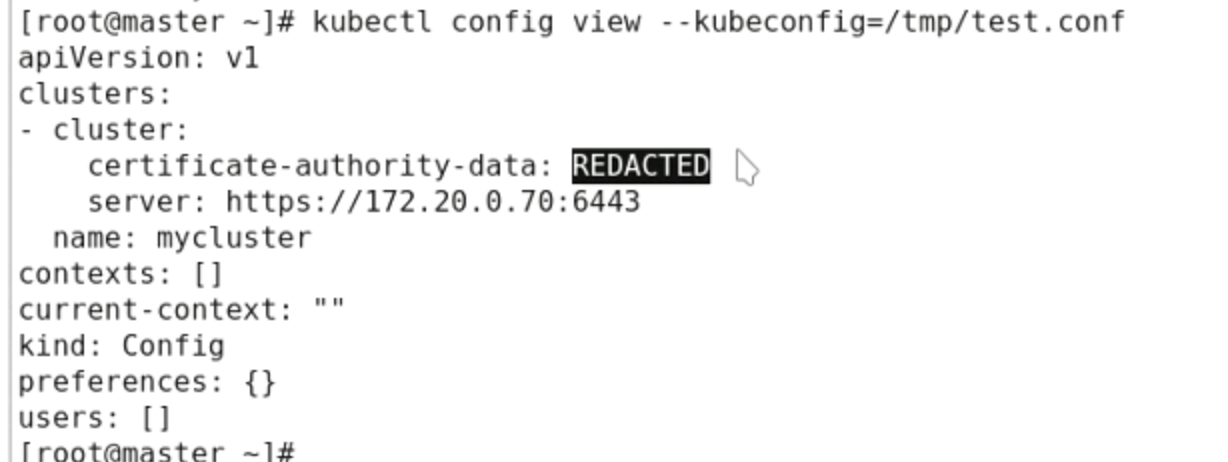 [root@master ~]# kubectl config view --kubeconfig=/tmp/test.conf
apiVersion: v1
clusters:
- cluster:
    certificate-authority-data: REDACTED
    server: https://172.20.0.70:6443
  name: mycluster
contexts: []
current-context: ""
kind: Config
preferences: {}
users: []
[root@master ~]#